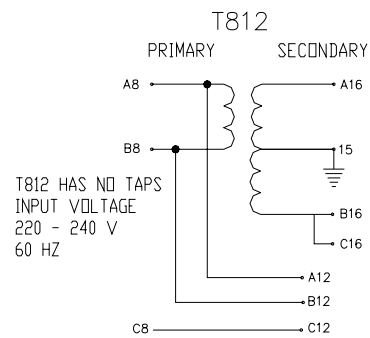 T812
PRIMARY SECONDARY
A8 A16
B8 15
T812 HAS NO TAPS
INPUT VOLTAGE
220 - 240 V
60 HZ
B16
C16
A12
B12
C8 C12